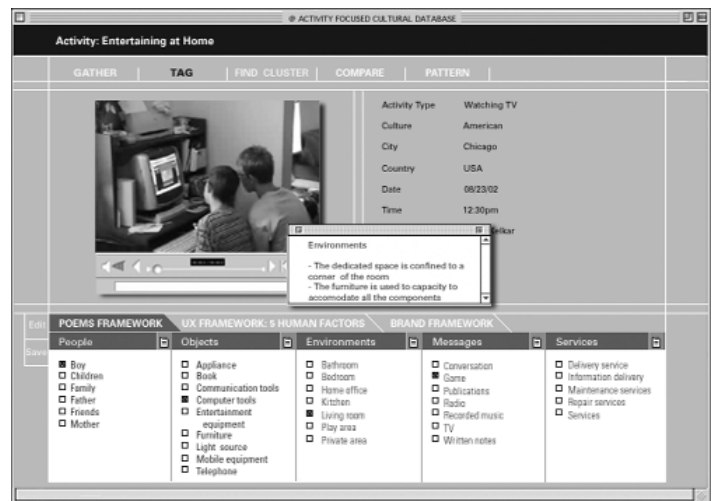 @ ACTIVITY FOCUSED CULTURAL DATABASE
Activity: Entertaining at Home
GATHER | TAG | FIND CLUSTER | COMPARE | PATTERN |
Activity Type Watching TV
Culture American
City Chicago
Country USA
Date 08/23/02
Time 12:30pm
elkar
Environments
- The dedicated space is confined to a
corner of the room
- The furniture is used to capacity to
accomodate all the components
Edit
Save
POEMS FRAMEWORK
UX FRAMEWORK: 5 HUMAN FACTORS
BRAND FRAMEWORK
People
Boy
Children
Family
Father
Friends
Mother
Objects
Appliance
Book
Communication tools
Computer tools
Entertainment
equipment
Furniture
Light source
Mobile equipment
Telephone
Environments
Bathroom
Bedroom
Home office
Kitchen
Living room
Play area
Private area
Messages
Conversation
Game
Publications
Radio
Recorded music
TV
Written notes
Services
Delivery service
Information delivery
Maintenance services
Repair services
Services